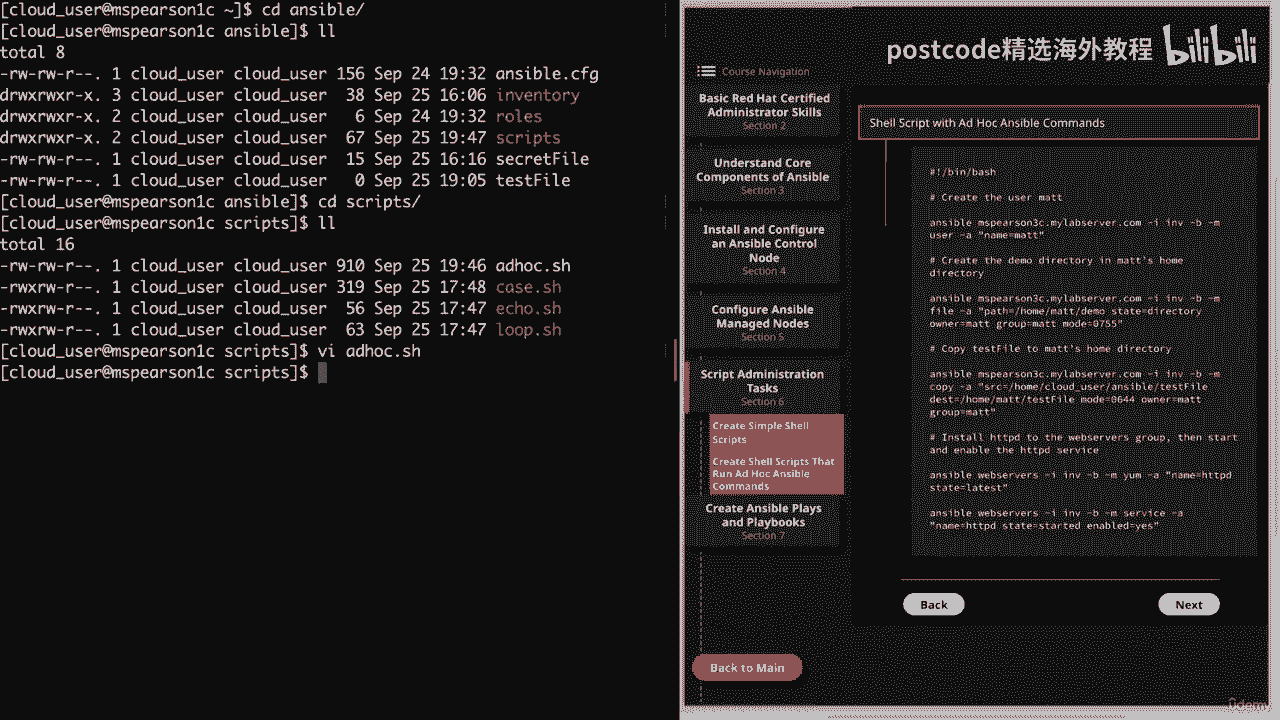 [cloud_user@mspearson1c ~]$ cd ansible/
[cloud_user@mspearson1c ansible]$ ll
total 8
-rw-rw-r--. 1 cloud_user cloud_user 156 Sep 24 19:32 ansible.cfg
drwxrwxr-x. 3 cloud_user cloud_user  38 Sep 25 16:06 inventory
drwxrwxr-x. 2 cloud_user cloud_user   6 Sep 24 19:32 roles
drwxrwxr-x. 2 cloud_user cloud_user  67 Sep 25 19:47 scripts
-rw-rw-r--. 1 cloud_user cloud_user  15 Sep 25 16:16 secretFile
-rw-rw-r--. 1 cloud_user cloud_user   0 Sep 25 19:05 testFile
[cloud_user@mspearson1c ansible]$ cd scripts/
[cloud_user@mspearson1c scripts]$ ll
total 16
-rw-rw-r--. 1 cloud_user cloud_user 910 Sep 25 19:46 adhoc.sh
-rwxrw-r--. 1 cloud_user cloud_user 319 Sep 25 17:48 case.sh
-rwxrw-r--. 1 cloud_user cloud_user  56 Sep 25 17:47 echo.sh
-rwxrw-r--. 1 cloud_user cloud_user  63 Sep 25 17:47 loop.sh
[cloud_user@mspearson1c scripts]$ vi adhoc.sh
[cloud_user@mspearson1c scripts]$
postcode精选海外教程 bilibili
Course Navigation
Basic Red Hat Certified
Administrator Skills
Section 2
Understand Core
Components of Ansible
Section 3
Install and Configure
an Ansible Control
Node
Section 4
Configure Ansible
Managed Nodes
Section 5
Script Administration
Tasks
Section 6
Create Simple Shell
Scripts
Create Shell Scripts That
Run Ad Hoc Ansible
Commands
Create Ansible Plays
and Playbooks
Section 7
Back to Main
Shell Script with Ad Hoc Ansible Commands
#!/bin/bash
# Create the user matt
ansible mspearson3c.mylabserver.com -i inv -b -m
user -a "name=matt"
# Create the demo directory in matt's home
directory
ansible mspearson3c.mylabserver.com -i inv -b -m
file -a "path=/home/matt/demo state=directory
owner=matt group=matt mode=0755"
# Copy testFile to matt's home directory
ansible mspearson3c.mylabserver.com -i inv -b -m
copy -a "src=/home/cloud_user/ansible/testFile
dest=/home/matt/testFile mode=0644 owner=matt
group=matt"
# Install httpd to the webservers group, then start
and enable the httpd service
ansible webservers -i inv -b -m yum -a "name=httpd
state=latest"
ansible webservers -i inv -b -m service -a
"name=httpd state=started enabled=yes"
Back
Next
ûdemy